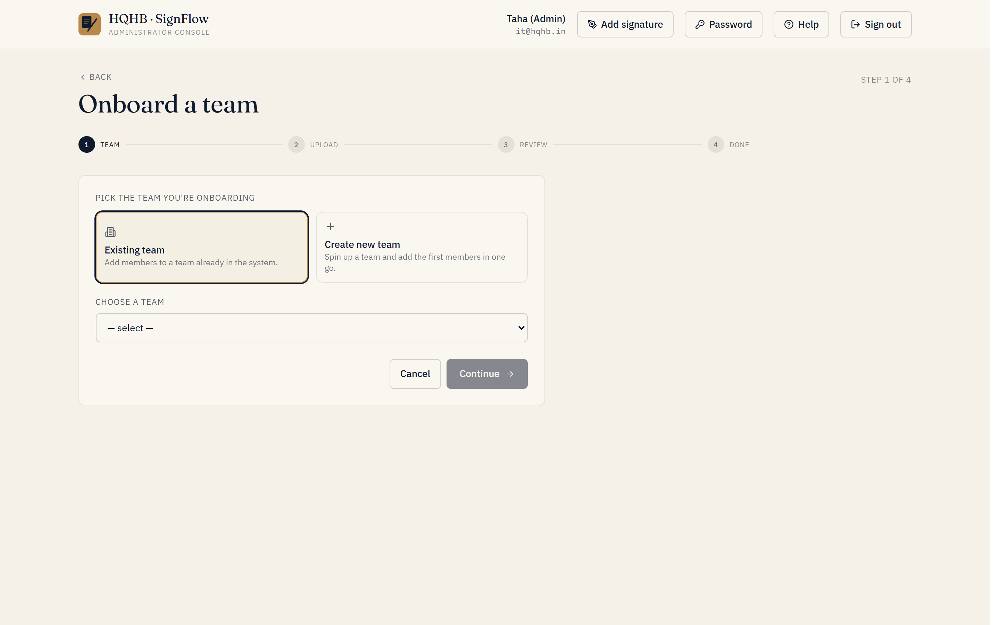 HQHB · SignFlow
ADMINISTRATOR CONSOLE
Taha (Admin)
it@hqhb.in
Add signature
Password
Help
Sign out
BACK
STEP 1 OF 4
Onboard a team
1 TEAM
2 UPLOAD
3 REVIEW
4 DONE
PICK THE TEAM YOU'RE ONBOARDING
Existing team
Add members to a team already in the system.
Create new team
Spin up a team and add the first members in one
go.
CHOOSE A TEAM
— select —
Cancel
Continue →